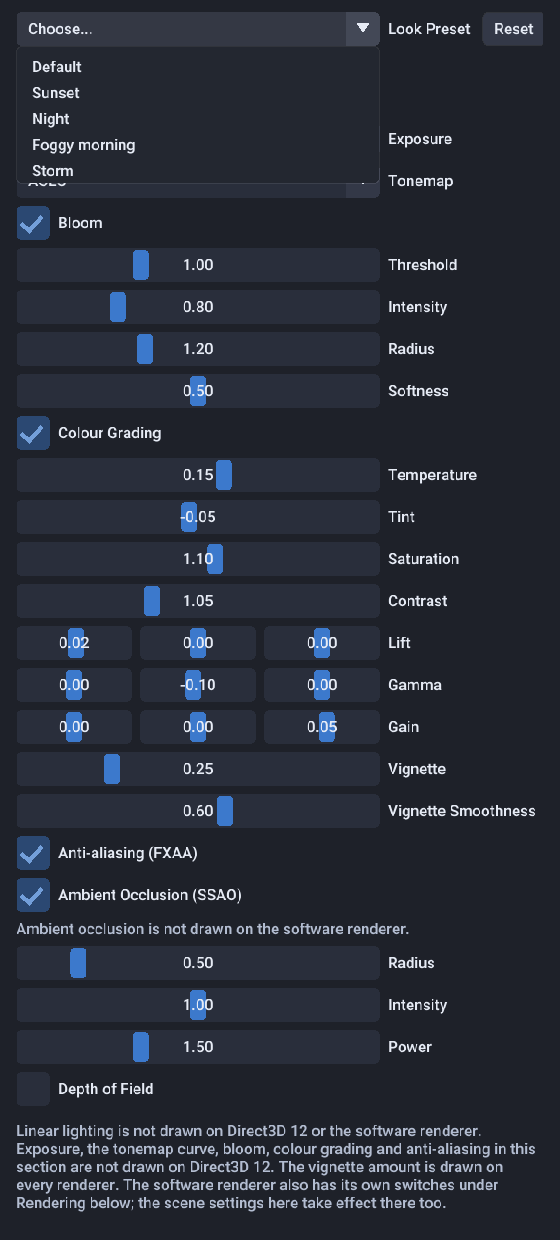 Choose... Look Preset Reset
Default
Sunset
Night
Foggy morning
Exposure
Storm
Tonemap
Bloom
1.00 Threshold
0.80 Intensity
1.20 Radius
0.50 Softness
Colour Grading
0.15 Temperature
-0.05 Tint
1.10 Saturation
1.05 Contrast
0.02 0.00 0.00 Lift
0.00 -0.10 0.00 Gamma
0.00 0.00 0.05 Gain
0.25 Vignette
0.60 Vignette Smoothness
Anti-aliasing (FXAA)
Ambient Occlusion (SSAO)
Ambient occlusion is not drawn on the software renderer.
0.50 Radius
1.00 Intensity
1.50 Power
Depth of Field
Linear lighting is not drawn on Direct3D 12 or the software renderer.
Exposure, the tonemap curve, bloom, colour grading and anti-aliasing in this
section are not drawn on Direct3D 12. The vignette amount is drawn on
every renderer. The software renderer also has its own switches under
Rendering below; the scene settings here take effect there too.